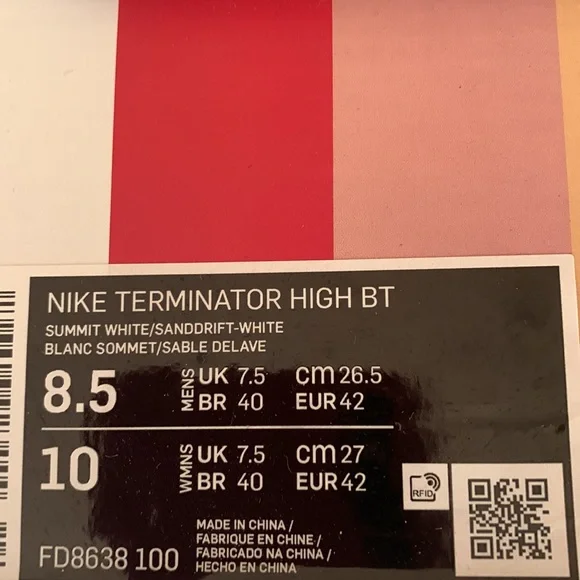 NIKE TERMINATOR HIGH BT
SUMMIT WHITE/SANDDRIFT-WHITE
BLANC SOMMET/SABLE DELAVE
8.5 MENS UK 7.5 cm 26.5
BR 40 EUR 42
10 WMNS UK 7.5 cm 27
BR 40 EUR 42
RFID
MADE IN CHINA /
FABRIQUE EN CHINE /
FABRICADO NA CHINA /
HECHO EN CHINA
FD8638 100